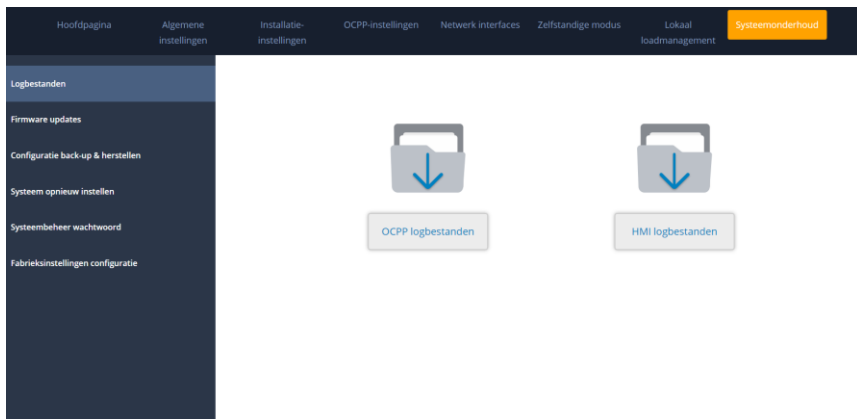 Hoofdpagina
Algemene
instellingen
Installatie-
instellingen
OCPP-instellingen
Netwerk interfaces
Zelfstandige modus
Lokaal
loadmanagement
Systeemonderhoud
Logbestanden
Firmware updates
Configuratie back-up & herstellen
Systeem opnieuw instellen
Systeembeheer wachtwoord
Fabrieksinstellingen configuratie
OCPP logbestanden
HMI logbestanden